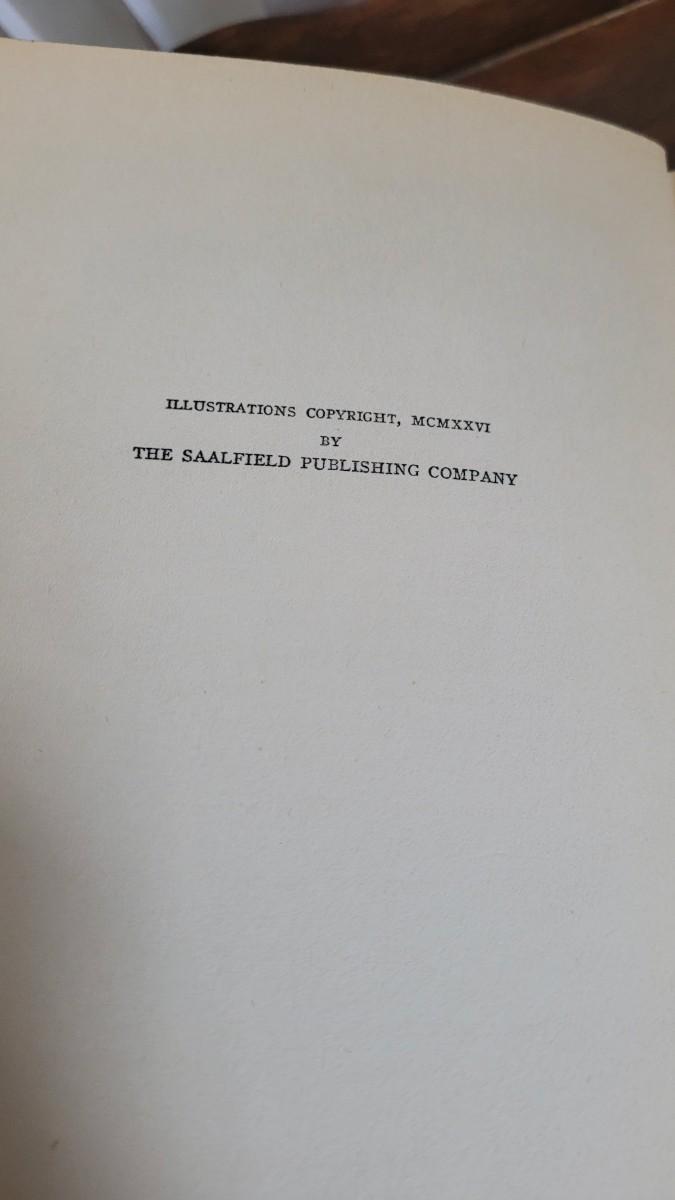 ILLUSTRATIONS COPYRIGHT, MCMXXVI
BY
THE SAALFIELD PUBLISHING COMPANY